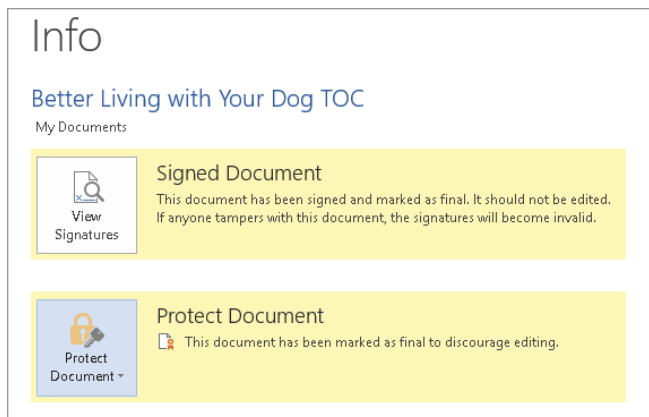 Info
Better Living with Your Dog TOC
My Documents
Signed Document
This document has been signed and marked as final. It should not be edited.
If anyone tampers with this document, the signatures will become invalid.
View
Signatures
Protect Document
This document has been marked as final to discourage editing.
Protect
Document